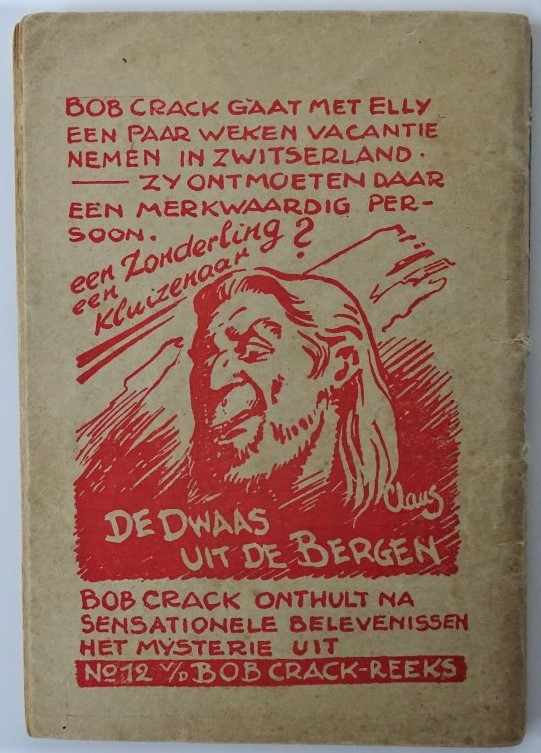 BOB CRACK GAAT MET ELLY
EEN PAAR WEKEN VACANTIE
NEMEN IN ZWITSERLAND.
— ZY ONTMOETEN DAAR
EEN MERKWAARDIG PER-
SOON.
een Zonderling?
een
Kluizenaar
Claus
DE DWAAS
UIT DE BERGEN
BOB CRACK ONTHULT NA
SENSATIONELE BELEVENISSEN
HET MYSTERIE UIT
No 12 V/D BOB CRACK-REEKS